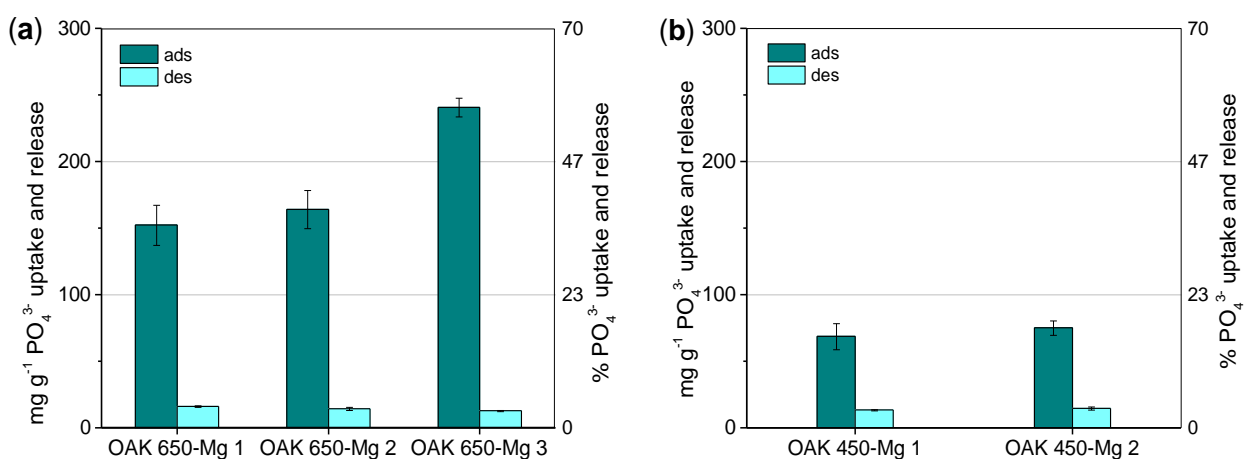 (a)
300
200
100
0
mg g⁻¹ PO₄³⁻ uptake and release
ads
des
70
47
23
0
% PO₄³⁻ uptake and release
OAK 650-Mg 1 OAK 650-Mg 2 OAK 650-Mg 3
(b)
300
200
100
0
mg g⁻¹ PO₄³⁻ uptake and release
ads
des
70
47
23
0
% PO₄³⁻ uptake and release
OAK 450-Mg 1 OAK 450-Mg 2